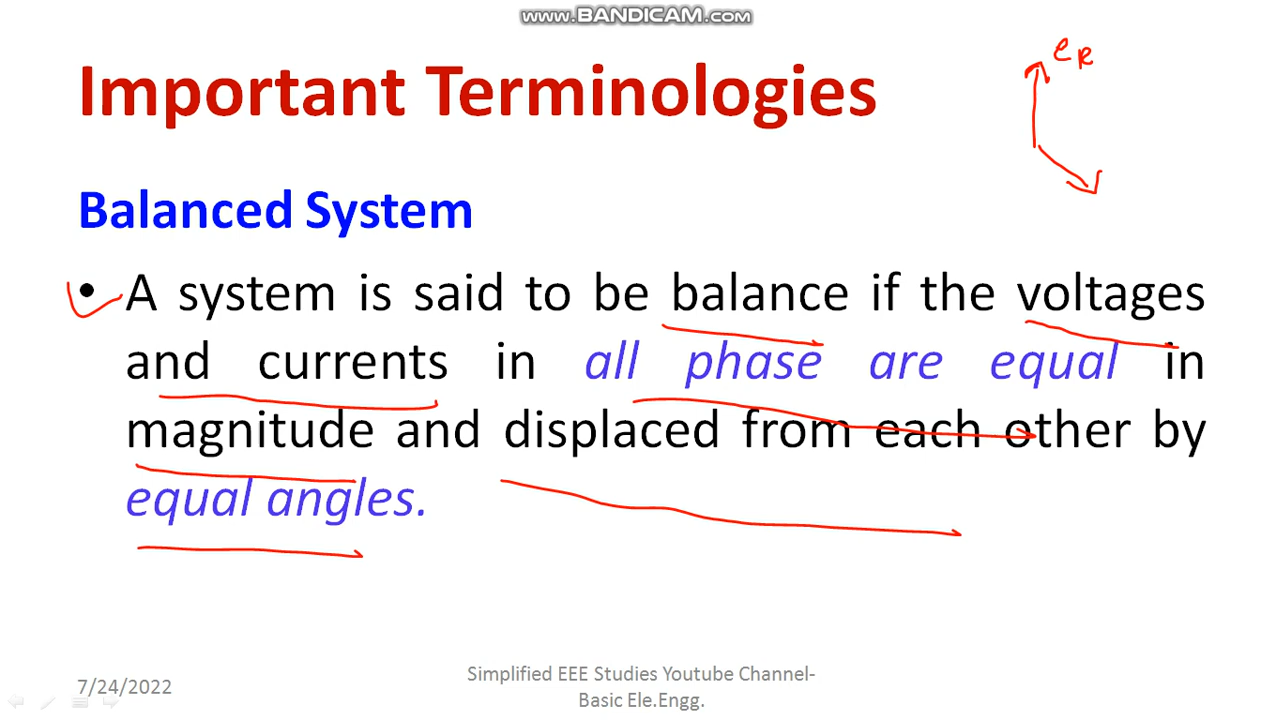 www.BANDICAM.com
Important Terminologies
e_R
Balanced System
• A system is said to be balance if the voltages
and currents in all phase are equal in
magnitude and displaced from each other by
equal angles.
7/24/2022
Simplified EEE Studies Youtube Channel-
Basic Ele.Engg.